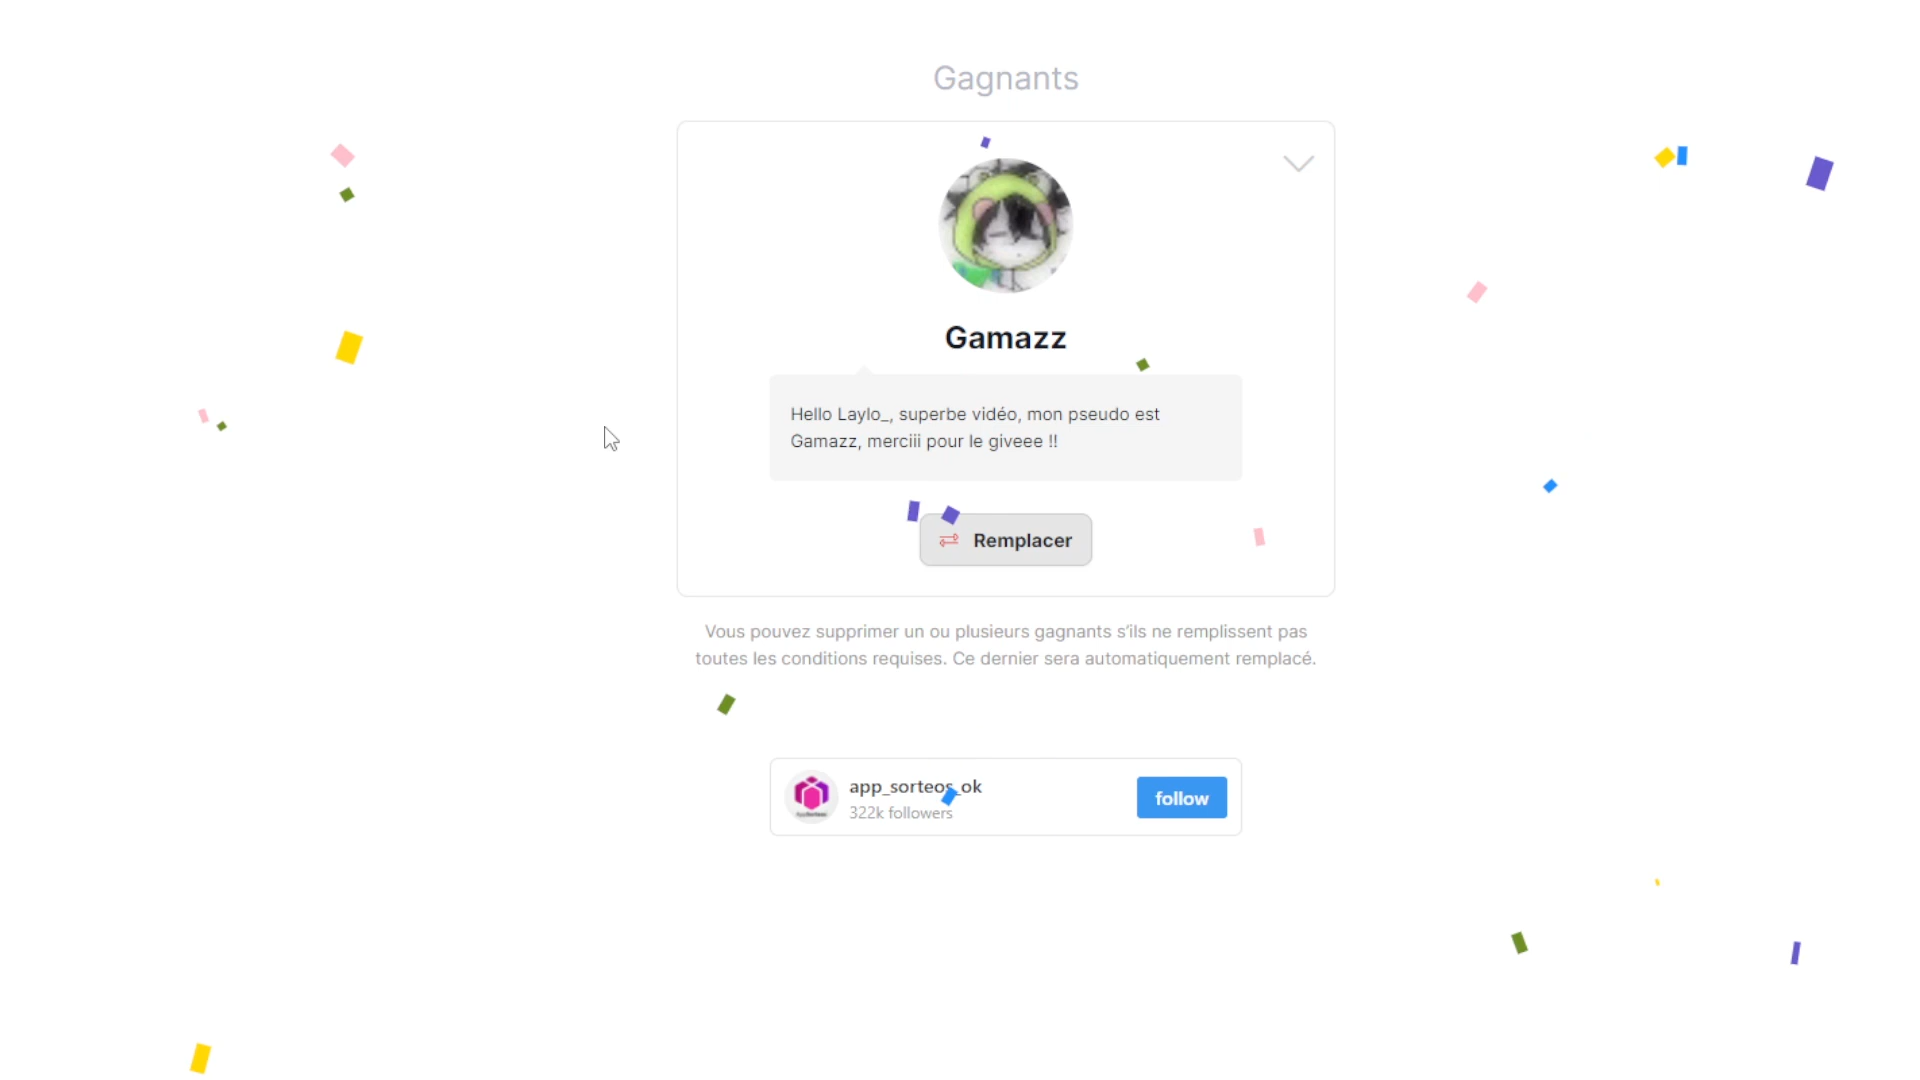 Gagnants
Gamazz
Hello Laylo_, superbe vidéo, mon pseudo est
Gamazz, merciii pour le giveee !!
Remplacer
Vous pouvez supprimer un ou plusieurs gagnants s'ils ne remplissent pas
toutes les conditions requises. Ce dernier sera automatiquement remplacé.
app_sorteos_ok
322k followers
follow